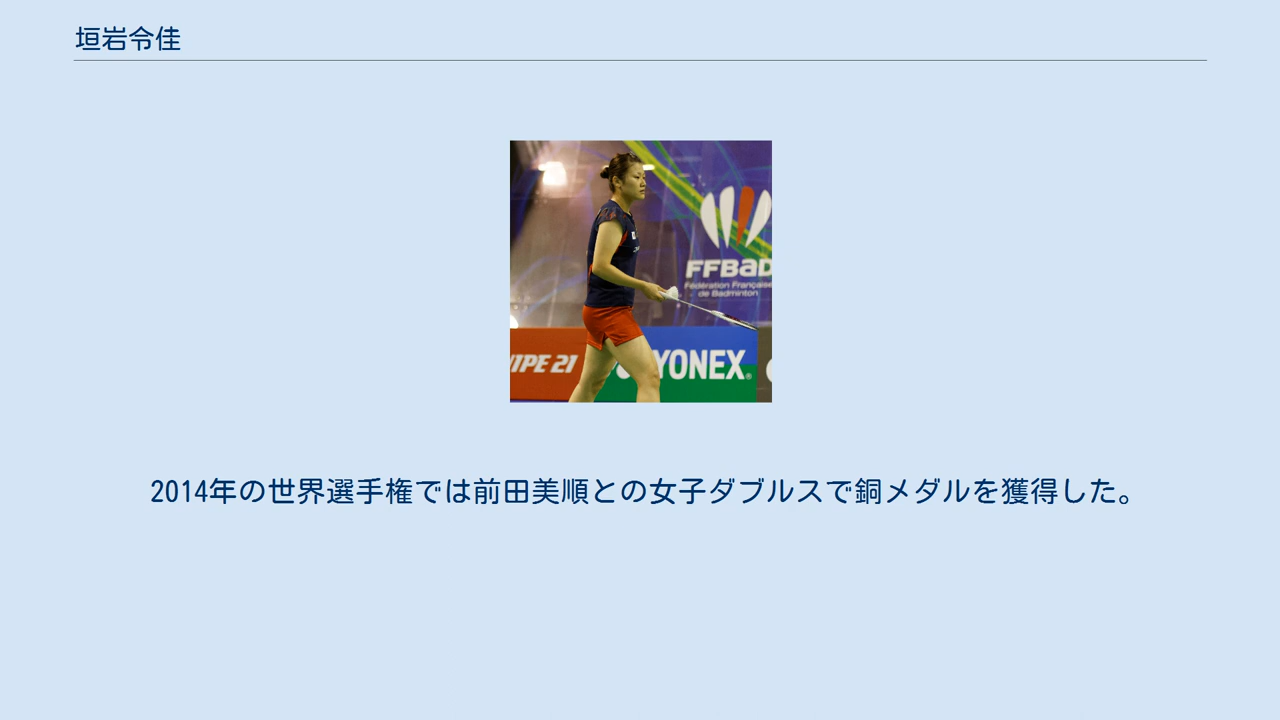 垣岩令佳
FFBaD
Fédération Française
de Badminton
IPE 21
YONEX
2014年の世界選手権では前田美順との女子ダブルスで銅メダルを獲得した。